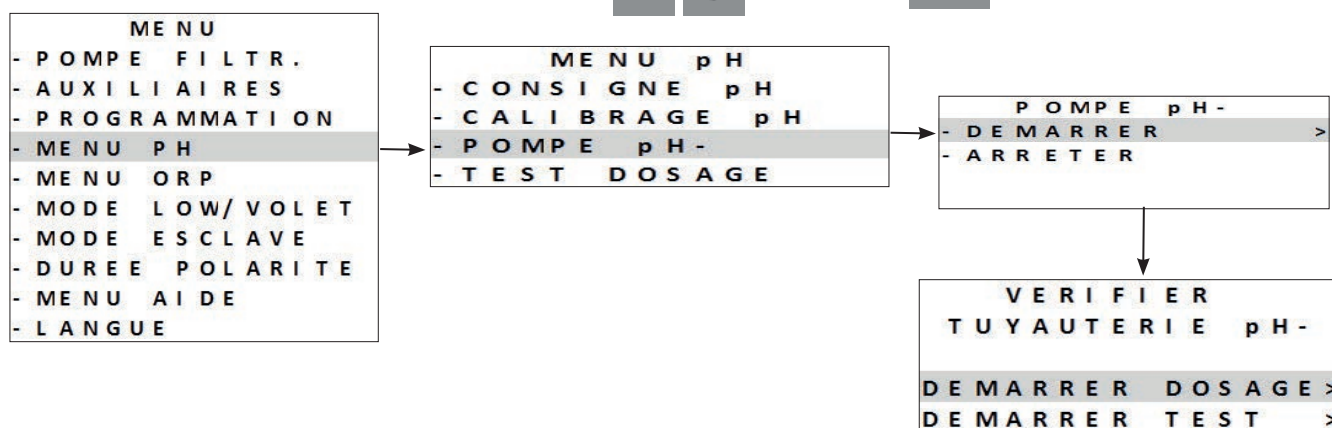 MENU
- POMPE FILTR.
- AUXILIAIRES
- PROGRAMMATION
- MENU PH
- MENU ORP
- MODE LOW/VOLET
- MODE ESCLAVE
- DUREE POLARITE
- MENU AIDE
- LANGUE
MENU pH
- CONSIGNE pH
- CALIBRAGE pH
- POMPE pH-
- TEST DOSAGE
POMPE pH-
- DEMARRER >
- ARRETER
VERIFIER
TUYAUTERIE pH-
DEMARRER DOSAGE>
DEMARRER TEST >